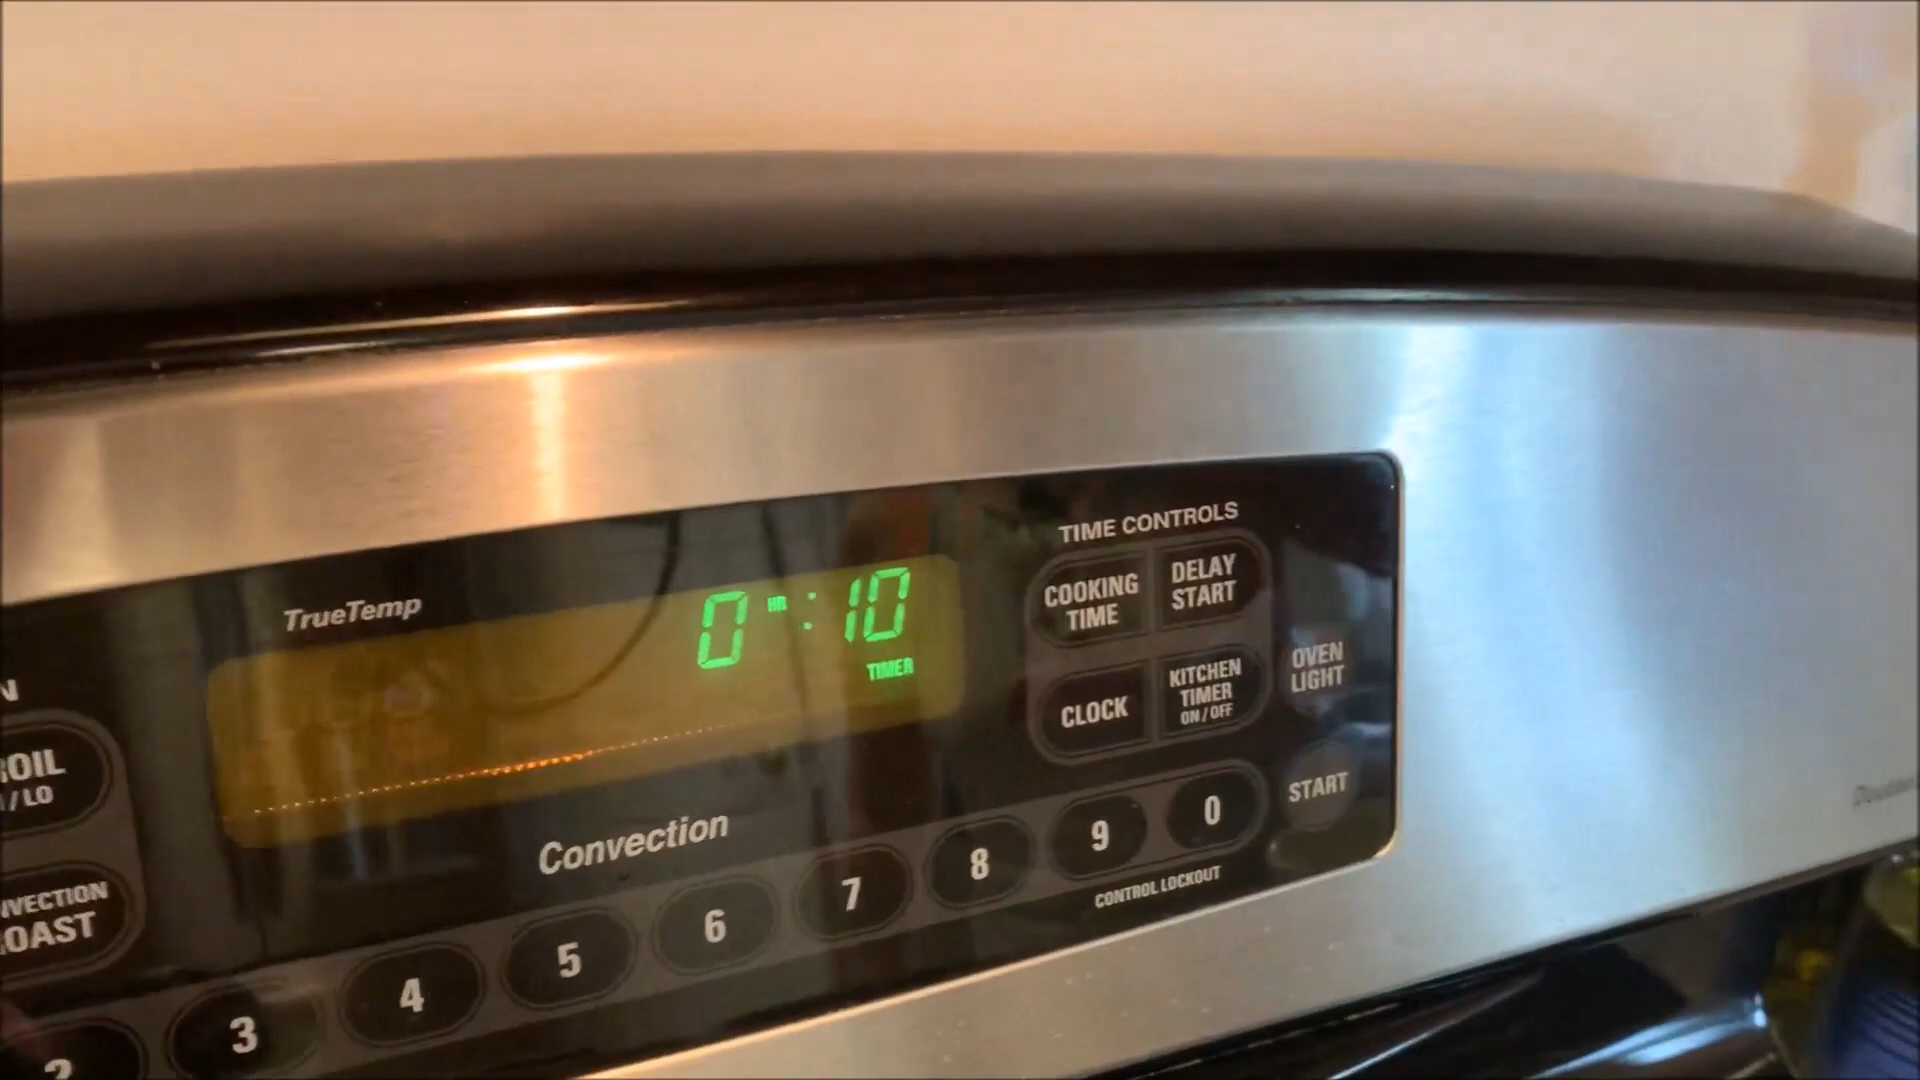 TrueTemp
0 HR : 10
TIMER
TIME CONTROLS
COOKING
TIME
DELAY
START
CLOCK
KITCHEN
TIMER
ON / OFF
OVEN
LIGHT
START
Convection
2
3
4
5
6
7
8
9
0
CONTROL LOCKOUT
OIL
/ LO
VECTION
OAST